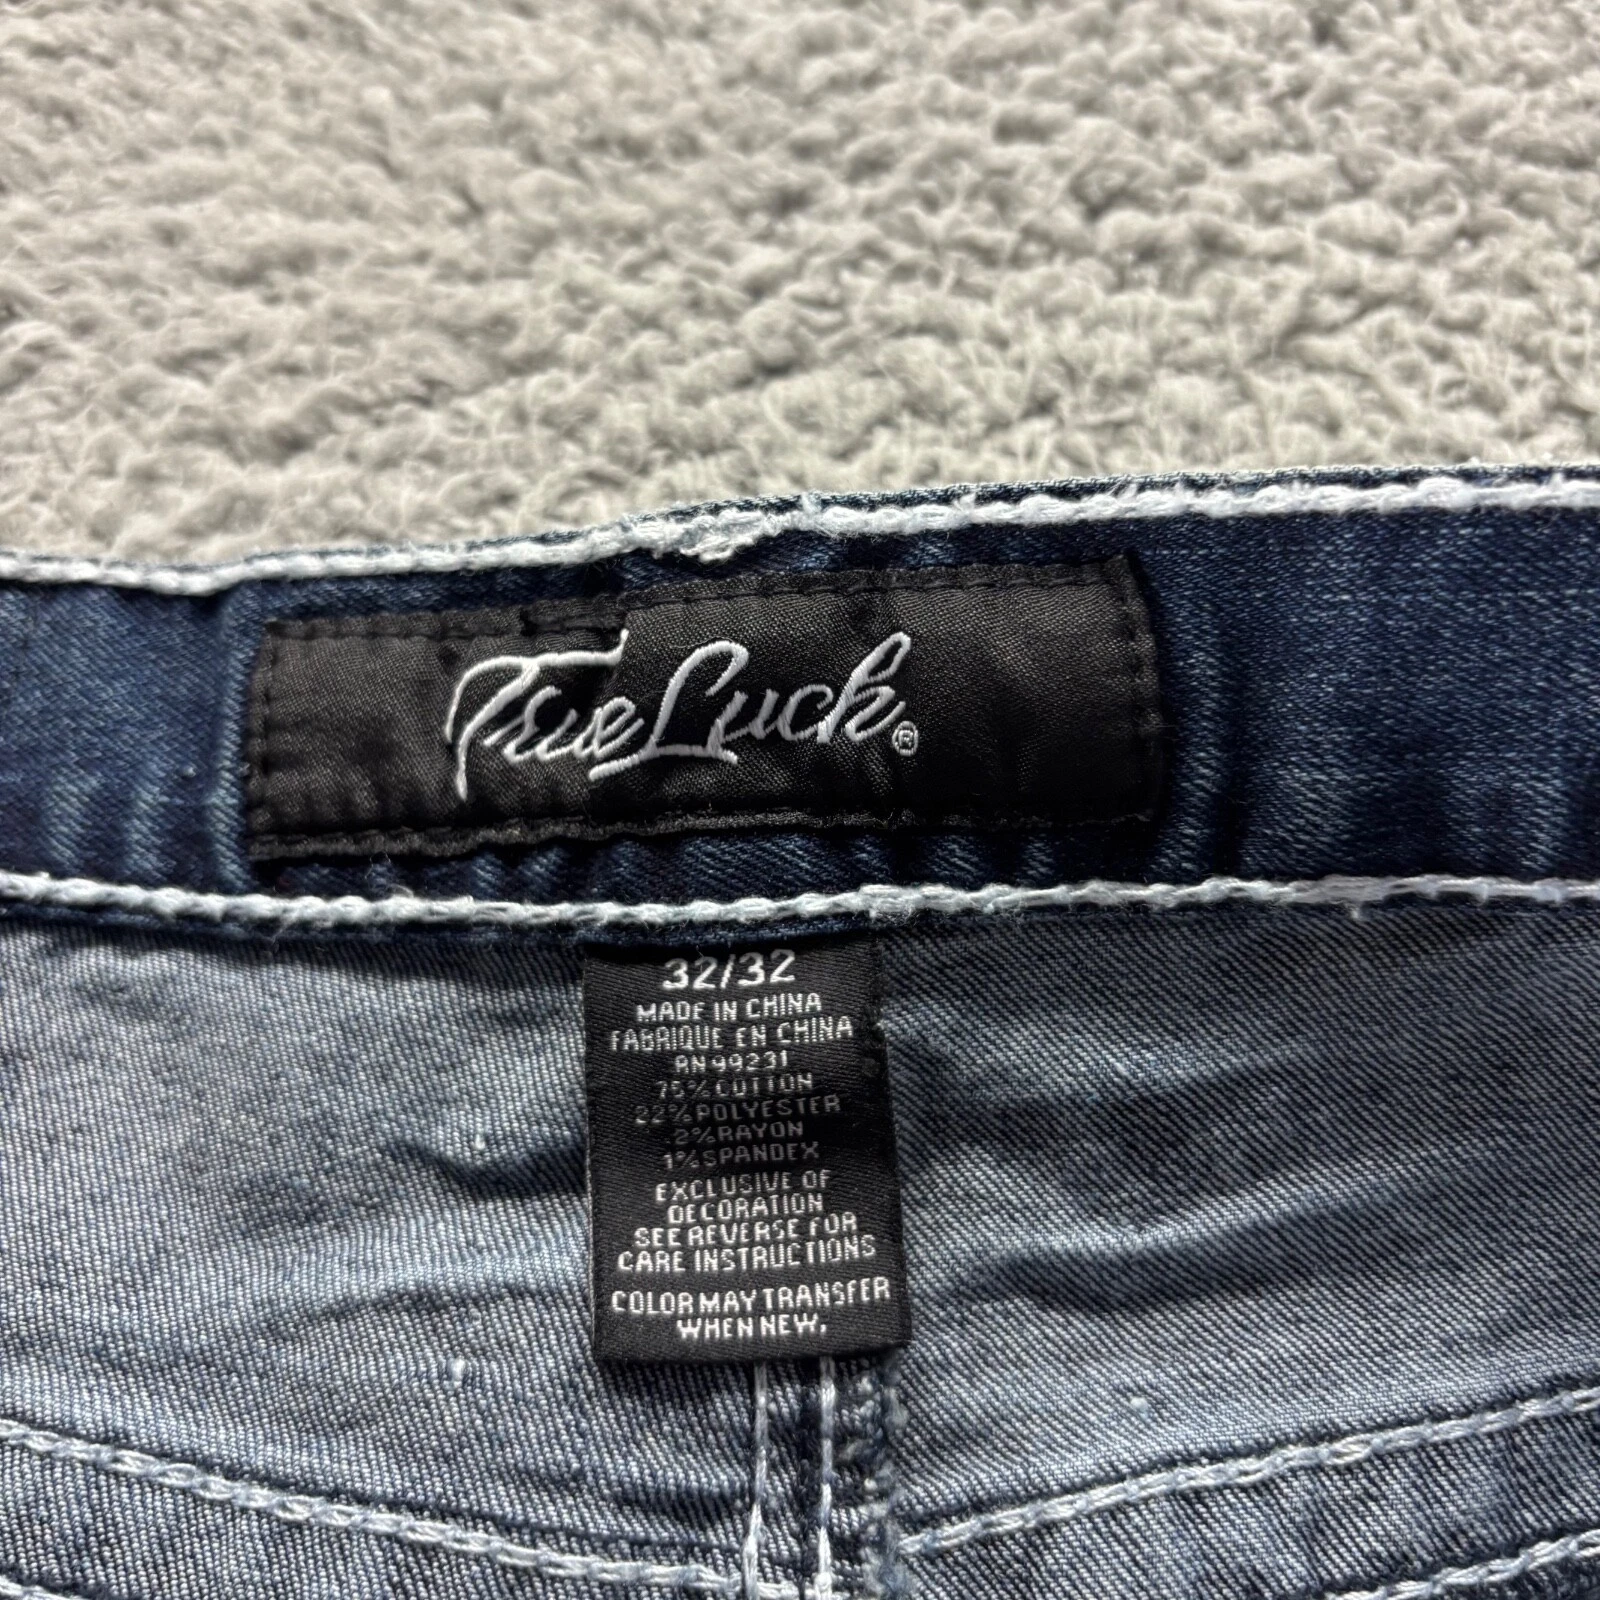 True Luck®
32/32
MADE IN CHINA
FABRIQUE EN CHINA
RN 99231
75% COTTON
22% POLYESTER
2% RAYON
1% SPANDEX
EXCLUSIVE OF
DECORATION
SEE REVERSE FOR
CARE INSTRUCTIONS
COLOR MAY TRANSFER
WHEN NEW.